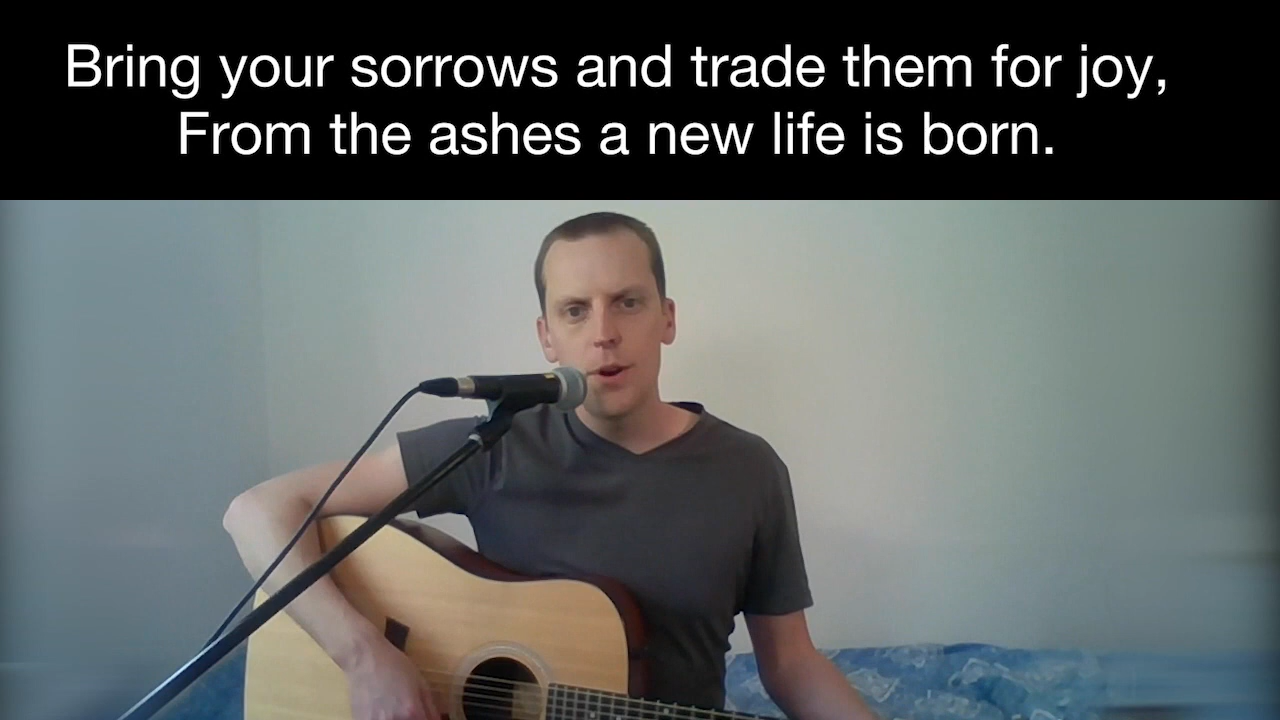 Bring your sorrows and trade them for joy,
From the ashes a new life is born.